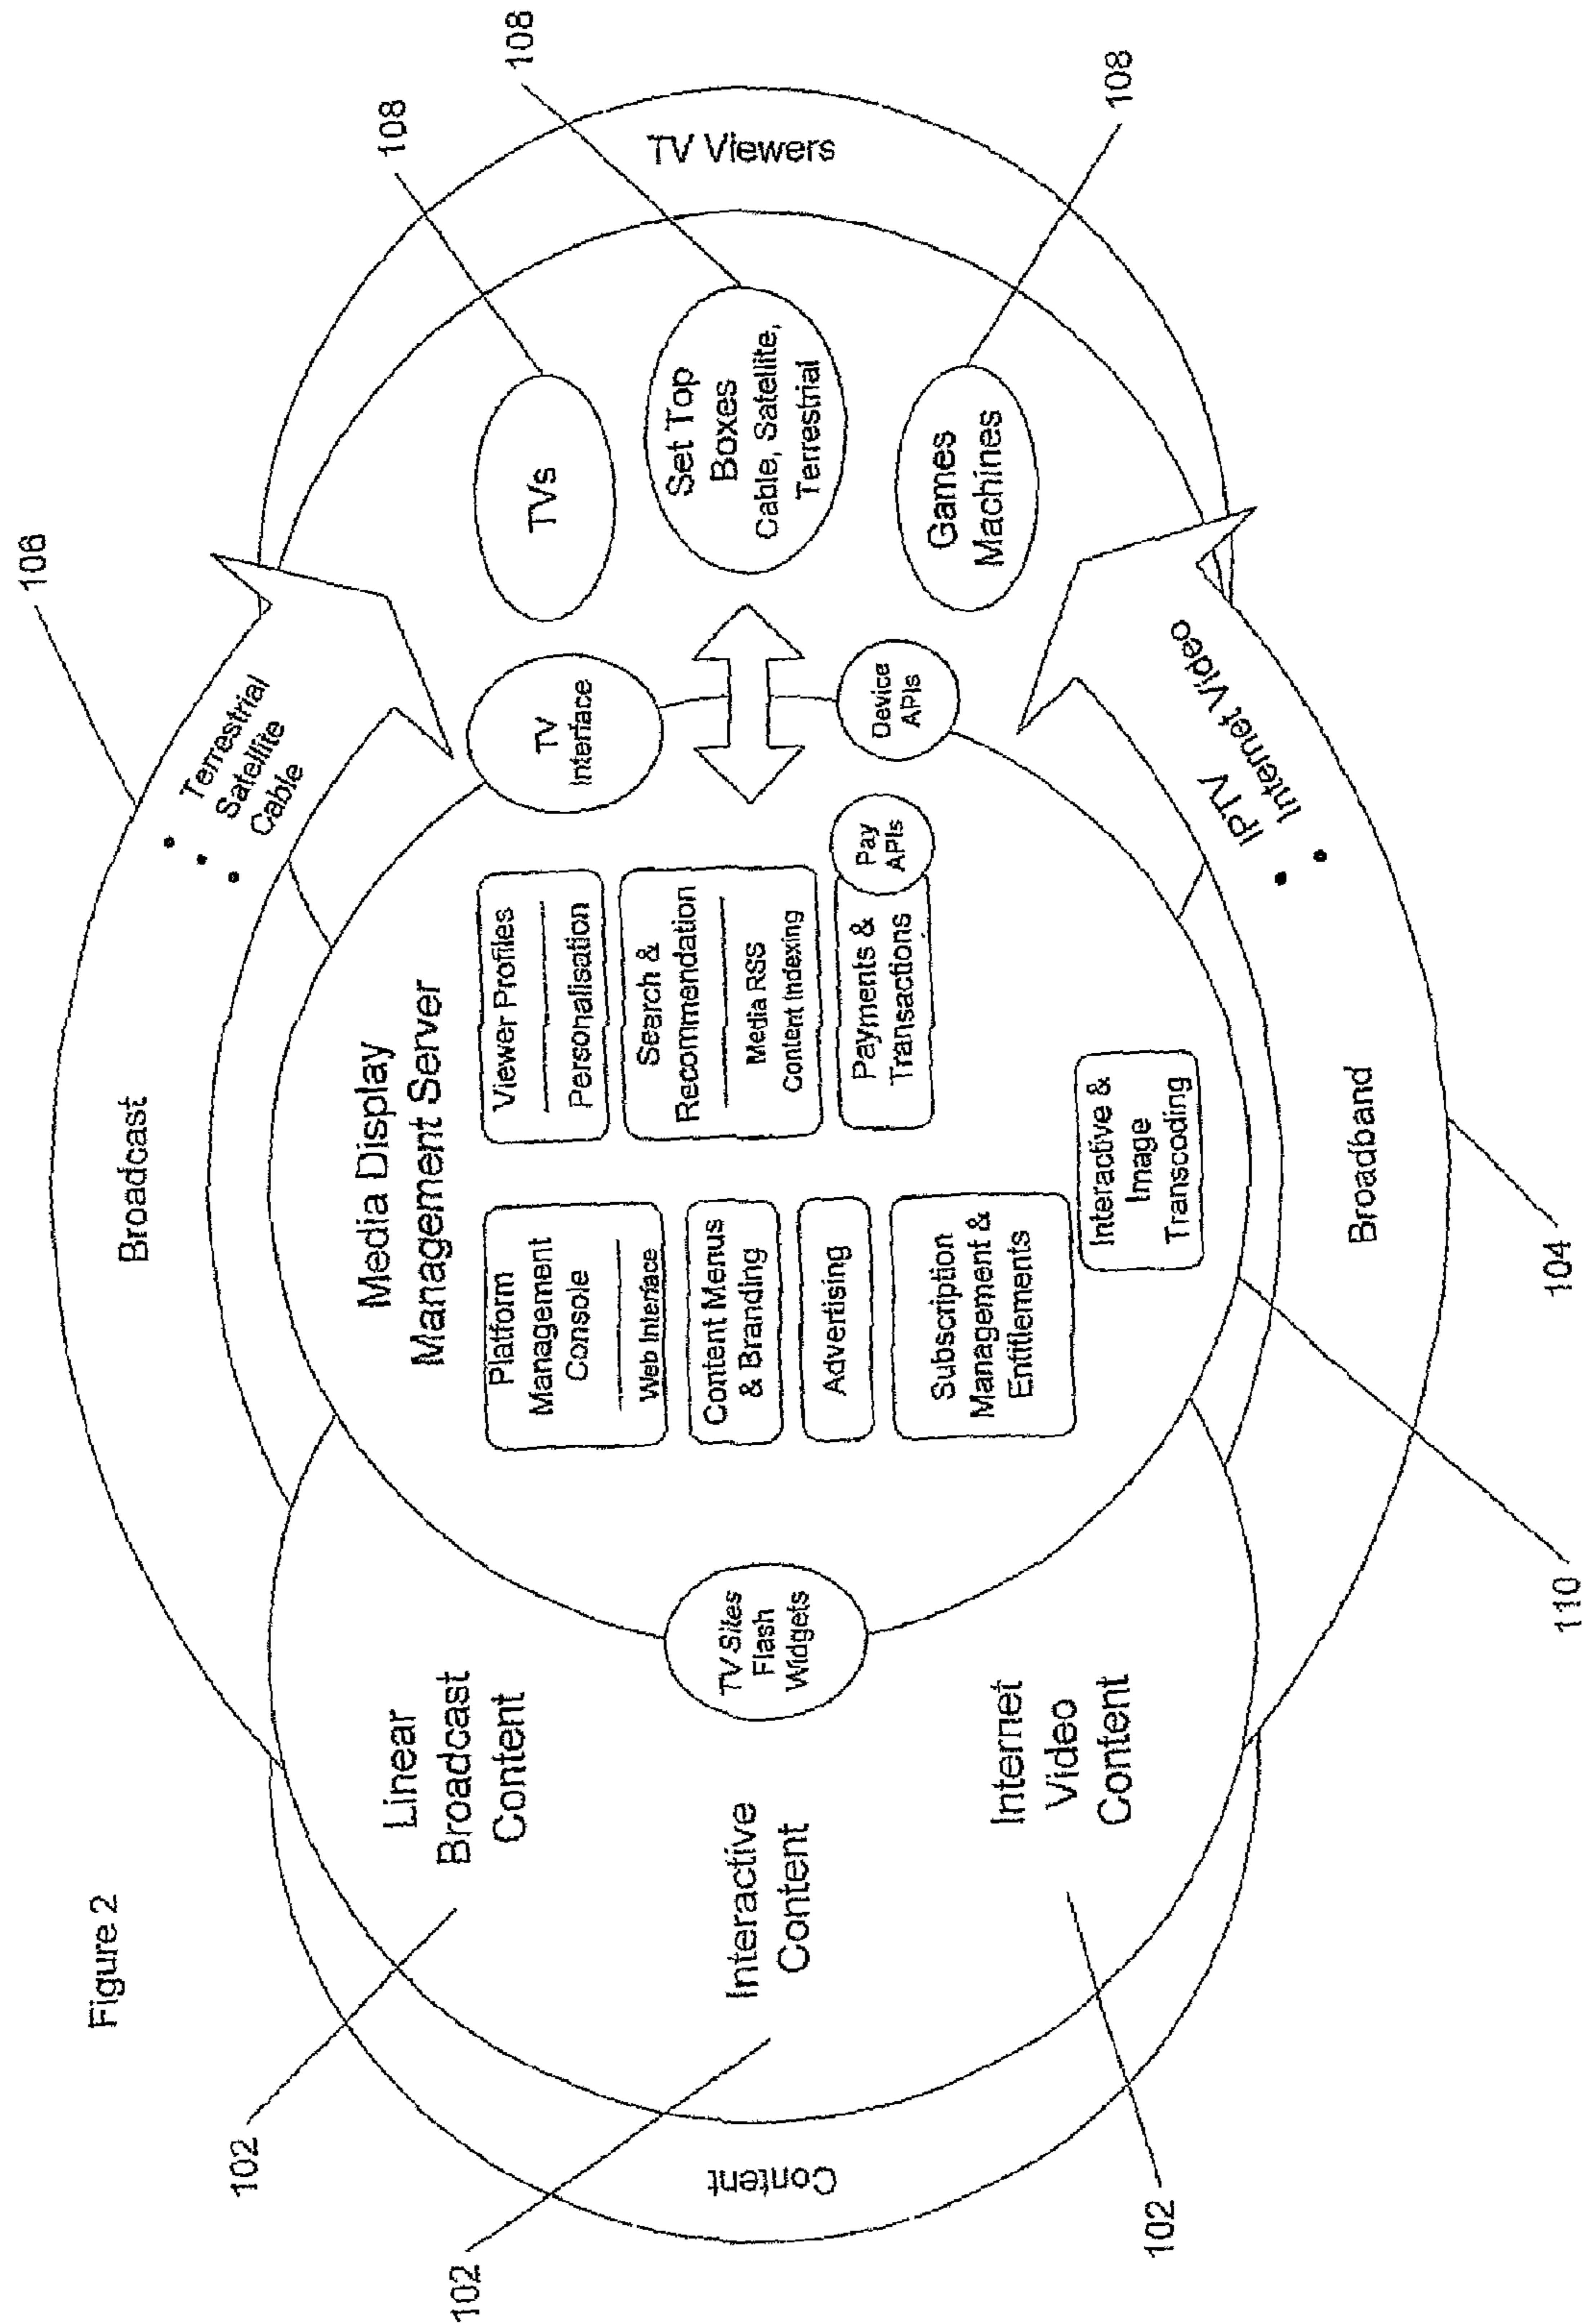 Figure 2
106
Broadcast
• Terrestrial
• Satellite
• Cable
108
108
108
TV Viewers
TVs
Set Top
Boxes
Cable, Satellite,
Terrestrial
Games
Machines
TV
Interface
Device
APIs
Media Display
Management Server
Platform
Management
Console
Web Interface
Content Menus
& Branding
Advertising
Subscription
Management &
Entitlements
Viewer Profiles
Personalisation
Search &
Recommendation
Media RSS
Content Indexing
Payments &
Transactions
Pay
APIs
Interactive &
Image
Transcoding
TV Sites
Flash
Widgets
Linear
Broadcast
Content
Interactive
Content
Internet
Video
Content
Content
102
102
102
• IPTV
• Internet Video
Broadband
104
110